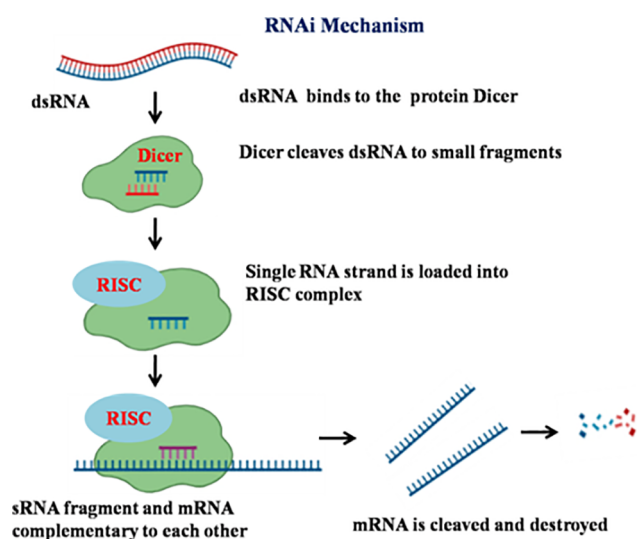 RNAi Mechanism
dsRNA
dsRNA binds to the protein Dicer
Dicer
Dicer cleaves dsRNA to small fragments
RISC
Single RNA strand is loaded into
RISC complex
RISC
sRNA fragment and mRNA
complementary to each other
mRNA is cleaved and destroyed